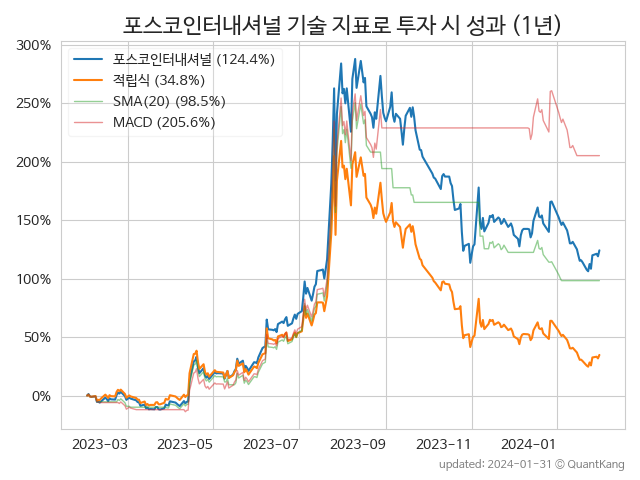 포스코인터내셔널 기술 지표로 투자 시 성과 (1년)
300%
250%
200%
150%
100%
50%
0%
포스코인터내셔널 (124.4%)
적립식 (34.8%)
SMA(20) (98.5%)
MACD (205.6%)
2023-03
2023-05
2023-07
2023-09
2023-11
2024-01
updated: 2024-01-31 © QuantKang